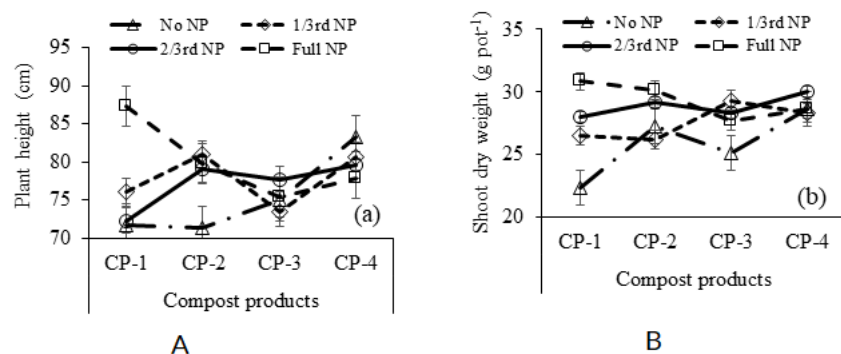 No NP 1/3rd NP
2/3rd NP Full NP
Plant height (cm)
95
90
85
80
75
70
(a)
CP-1 CP-2 CP-3 CP-4
Compost products
A
No NP 1/3rd NP
2/3rd NP Full NP
Shoot dry weight (g pot⁻¹)
35
30
25
20
(b)
CP-1 CP-2 CP-3 CP-4
Compost products
B